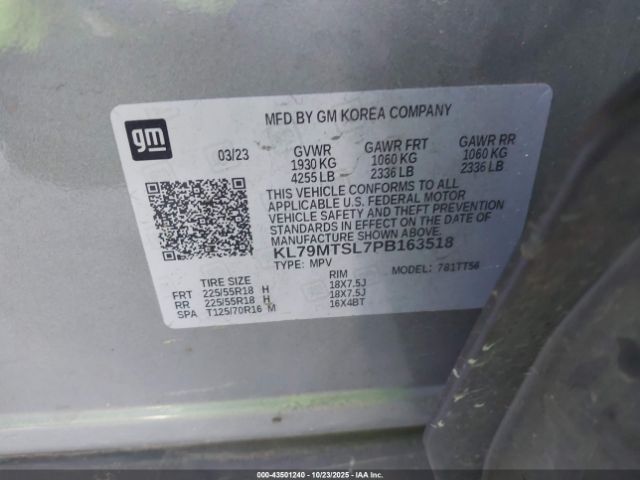 MFD BY GM KOREA COMPANY
gm
03/23 GVWR GAWR FRT GAWR RR
1930 KG 1060 KG 1060 KG
4255 LB 2336 LB 2336 LB
THIS VEHICLE CONFORMS TO ALL
APPLICABLE U.S. FEDERAL MOTOR
VEHICLE SAFETY AND THEFT PREVENTION
STANDARDS IN EFFECT ON THE DATE OF
MANUFACTURE SHOWN ABOVE.
KL79MTSL7PB163518
TYPE: MPV MODEL: 781TT56
TIRE SIZE RIM
FRT 225/55R18 H 18X7.5J
RR 225/55R18 H 18X7.5J
SPA T125/70R16 M 16X4BT
00-43501240 - 10/23/2025 - IAAI.COM